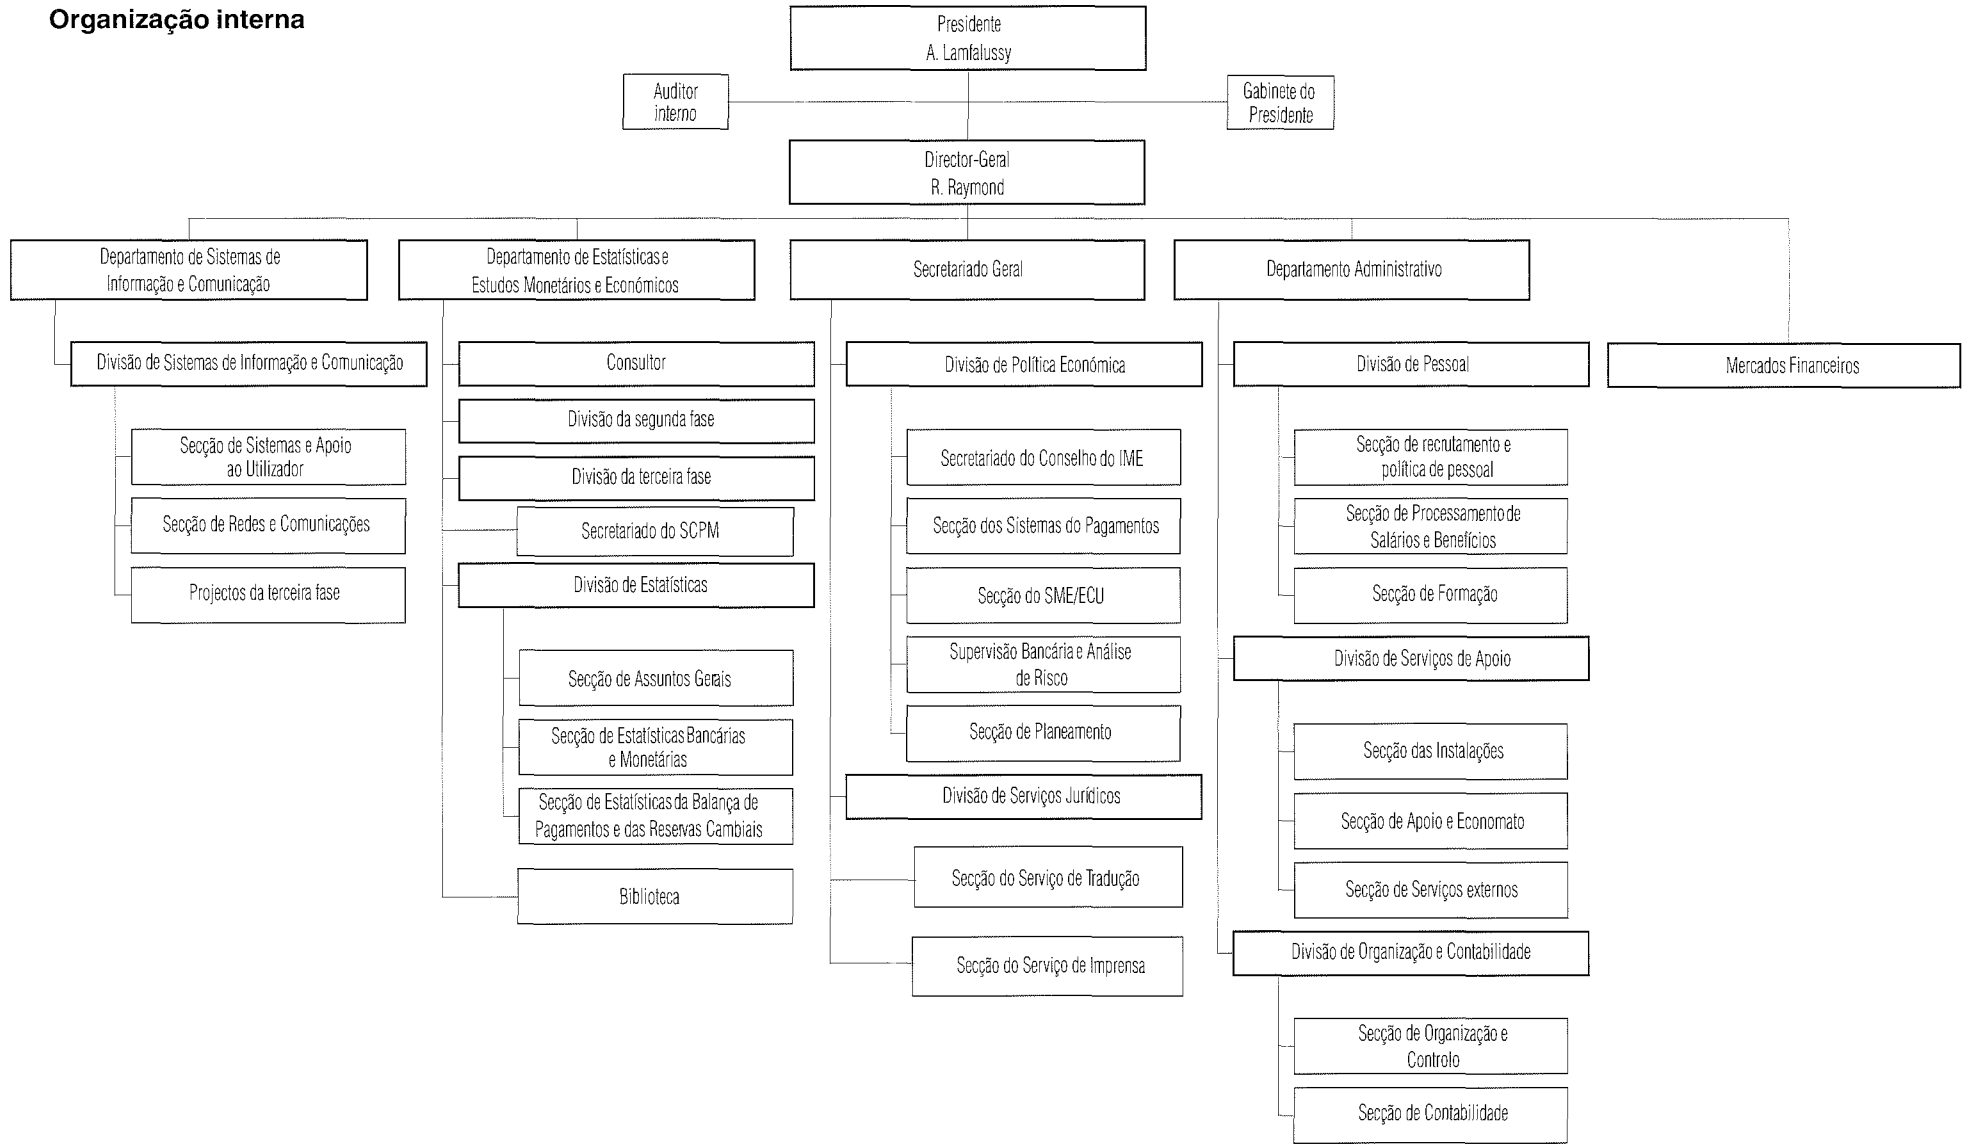 Organização interna
Presidente
A. Lamfalussy
Auditor
interno
Gabinete do
Presidente
Director-Geral
R. Raymond
Departamento de Sistemas de
Informação e Comunicação
Departamento de Estatísticas e
Estudos Monetários e Económicos
Secretariado Geral
Departamento Administrativo
Divisão de Sistemas de Informação e Comunicação
Secção de Sistemas e Apoio
ao Utilizador
Secção de Redes e Comunicações
Projectos da terceira fase
Consultor
Divisão da segunda fase
Divisão da terceira fase
Secretariado do SCPM
Divisão de Estatísticas
Secção de Assuntos Gerais
Secção de Estatísticas Bancárias
e Monetárias
Secção de Estatísticas da Balança de
Pagamentos e das Reservas Cambiais
Biblioteca
Divisão de Política Económica
Secretariado do Conselho do IME
Secção dos Sistemas do Pagamentos
Secção do SME/ECU
Supervisão Bancária e Análise
de Risco
Secção de Planeamento
Divisão de Serviços Jurídicos
Secção do Serviço de Tradução
Secção do Serviço de Imprensa
Divisão de Pessoal
Secção de recrutamento e
política de pessoal
Secção de Processamento de
Salários e Benefícios
Secção de Formação
Divisão de Serviços de Apoio
Secção das Instalações
Secção de Apoio e Economato
Secção de Serviços externos
Divisão de Organização e Contabilidade
Secção de Organização e
Controlo
Secção de Contabilidade
Mercados Financeiros